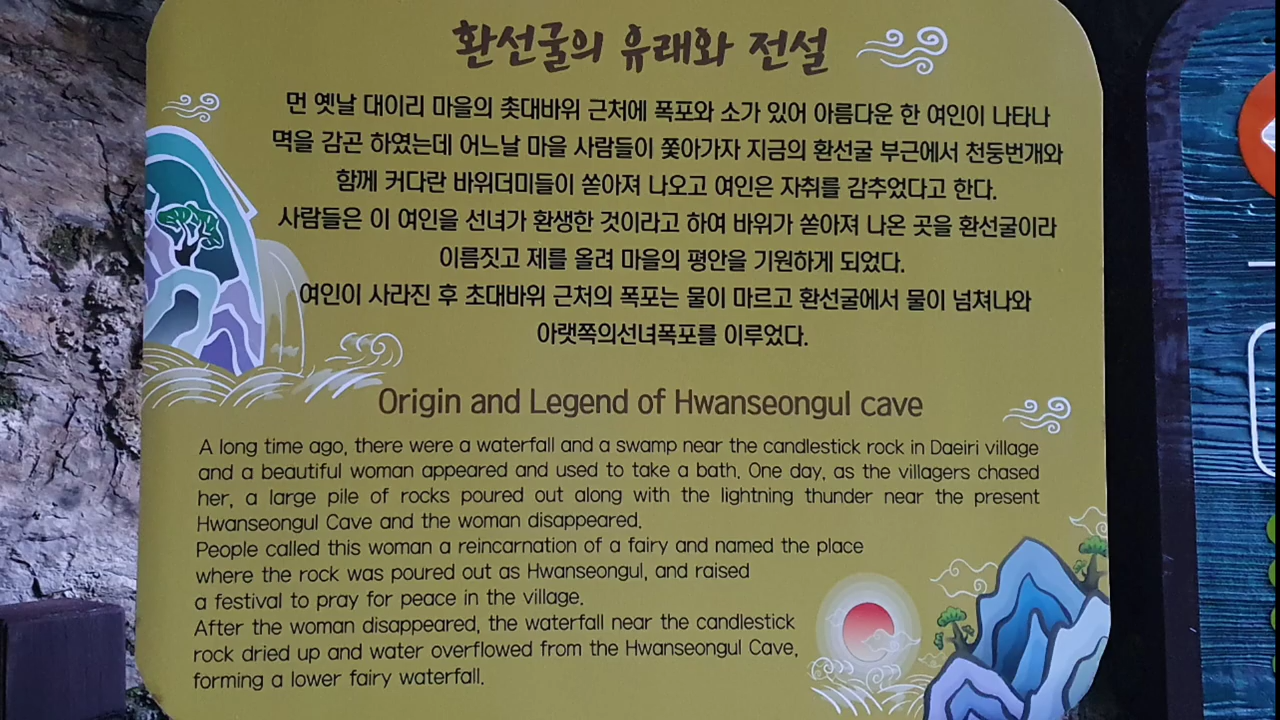 환선굴의 유래와 전설
먼 옛날 대이리 마을의 촛대바위 근처에 폭포와 소가 있어 아름다운 한 여인이 나타나
멱을 감곤 하였는데 어느날 마을 사람들이 쫓아가자 지금의 환선굴 부근에서 천둥번개와
함께 커다란 바위더미들이 쏟아져 나오고 여인은 자취를 감추었다고 한다.
사람들은 이 여인을 선녀가 환생한 것이라고 하여 바위가 쏟아져 나온 곳을 환선굴이라
이름짓고 제를 올려 마을의 평안을 기원하게 되었다.
여인이 사라진 후 초대바위 근처의 폭포는 물이 마르고 환선굴에서 물이 넘쳐나와
아랫쪽의선녀폭포를 이루었다.
Origin and Legend of Hwanseongul cave
A long time ago, there were a waterfall and a swamp near the candlestick rock in Daeiri village
and a beautiful woman appeared and used to take a bath. One day, as the villagers chased
her, a large pile of rocks poured out along with the lightning thunder near the present
Hwanseongul Cave and the woman disappeared.
People called this woman a reincarnation of a fairy and named the place
where the rock was poured out as Hwanseongul, and raised
a festival to pray for peace in the village.
After the woman disappeared, the waterfall near the candlestick
rock dried up and water overflowed from the Hwanseongul Cave,
forming a lower fairy waterfall.